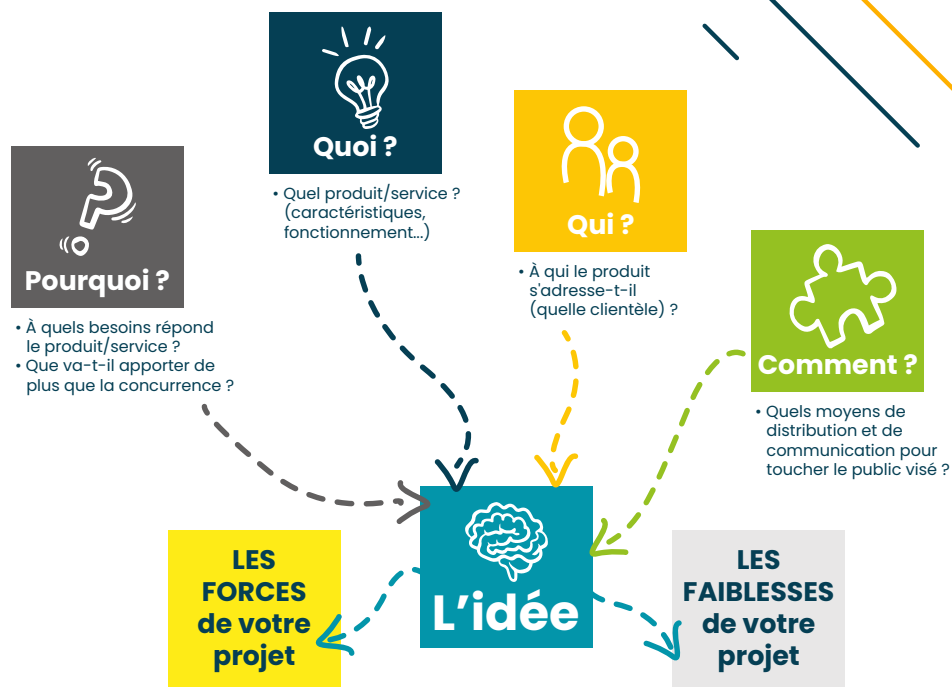 Pourquoi ?
• À quels besoins répond
le produit/service ?
• Que va-t-il apporter de
plus que la concurrence ?
Quoi ?
• Quel produit/service ?
(caractéristiques,
fonctionnement...)
Qui ?
• À qui le produit
s'adresse-t-il
(quelle clientèle) ?
Comment ?
• Quels moyens de
distribution et de
communication pour
toucher le public visé ?
L'idée
LES
FORCES
de votre
projet
LES
FAIBLESSES
de votre
projet